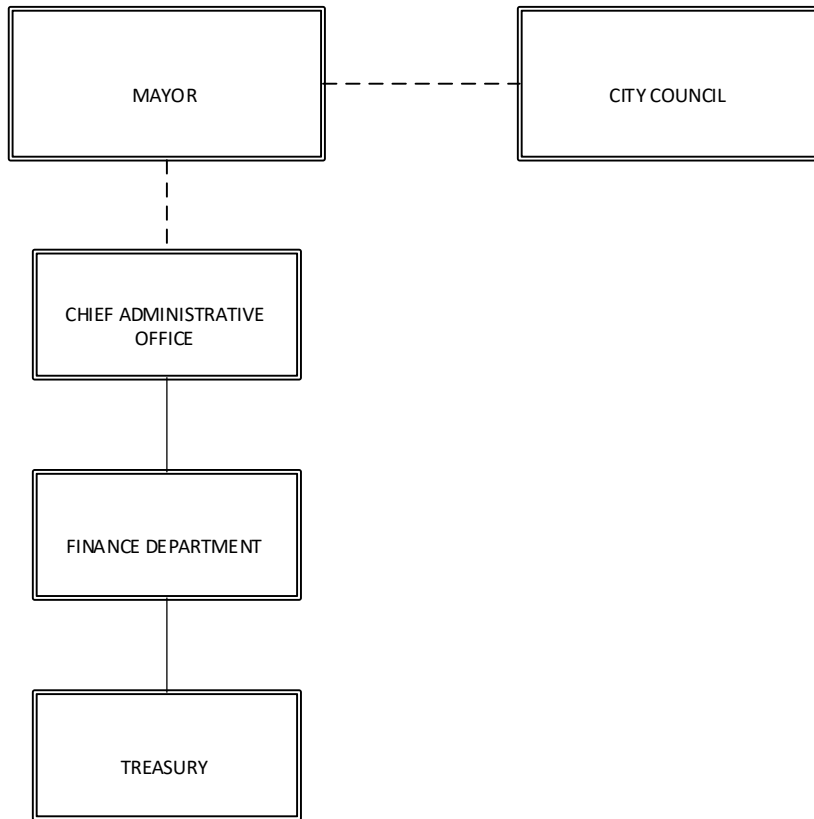 MAYOR
CITY COUNCIL
CHIEF ADMINISTRATIVE
OFFICE
FINANCE DEPARTMENT
TREASURY